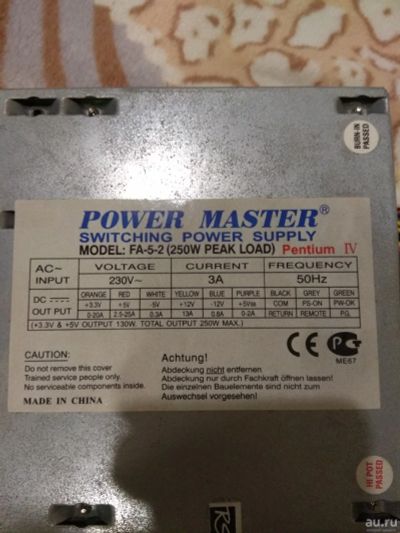 BURN-IN
PASSED
POWER MASTER®
SWITCHING POWER SUPPLY
MODEL: FA-5-2 (250W PEAK LOAD) Pentium IV
AC~ INPUT VOLTAGE CURRENT FREQUENCY
230V~ 3A 50Hz
DC OUTPUT ORANGE RED WHITE YELLOW BLUE PURPLE BLACK GREY GREEN
+3.3V +5V -5V +12V -12V +5VSB COM PS-ON PW-OK
0-20A 2.5-25A 0.3A 13A 0.8A 0-2A RETURN REMOTE P.G.
(+3.3V & +5V OUTPUT 130W. TOTAL OUTPUT 250W MAX.)
CAUTION:
Do not remove this cover
Trained service people only.
No serviceable components inside.
MADE IN CHINA
Achtung!
Abdeckung nicht entfernen
Abdeckung nur durch Fachkraft öffnen lassen!
Die einzelnen Bauelemente sind nicht zum
Auswechsel vorgesehen!
CE
ME67
HI POT
PASSED
au.ru